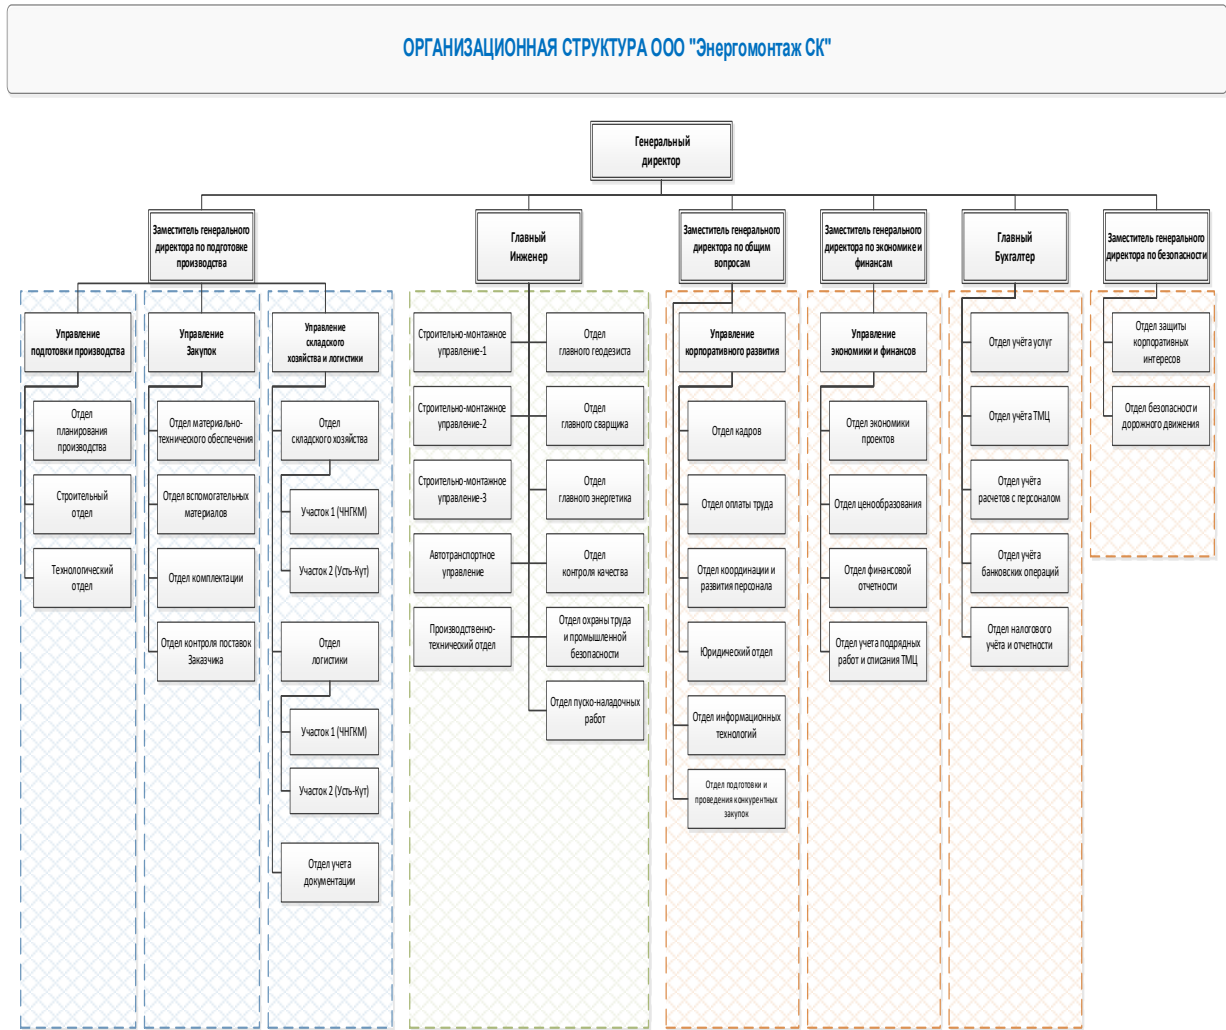 ОРГАНИЗАЦИОННАЯ СТРУКТУРА ООО "Энергомонтаж СК"
Генеральный
директор
Заместитель генерального
директора по подготовке
производства
Главный
Инженер
Заместитель генерального
директора по общим
вопросам
Заместитель генерального
директора по экономике и
финансам
Главный
Бухгалтер
Заместитель генерального
директора по безопасности
Управление
подготовки производства
Отдел
планирования
производства
Строительный
отдел
Технологический
отдел
Управление
Закупок
Отдел материально-
технического обеспечения
Отдел вспомогательных
материалов
Отдел комплектации
Отдел контроля поставок
Заказчика
Управление
складского
хозяйства и логистики
Отдел
складского хозяйства
Участок 1 (ЧНГКМ)
Участок 2 (Усть-Кут)
Отдел
логистики
Участок 1 (ЧНГКМ)
Участок 2 (Усть-Кут)
Отдел учета
документации
Строительно-монтажное
управление-1
Строительно-монтажное
управление-2
Строительно-монтажное
управление-3
Автотранспортное
управление
Производственно-
технический отдел
Отдел
главного геодезиста
Отдел
главного сварщика
Отдел
главного энергетика
Отдел
контроля качества
Отдел охраны труда
и промышленной
безопасности
Отдел пуско-наладочных
работ
Управление
корпоративного развития
Отдел кадров
Отдел оплаты труда
Отдел координации и
развития персонала
Юридический отдел
Отдел информационных
технологий
Отдел подготовки и
проведения конкурентных
закупок
Управление
экономики и финансов
Отдел экономики
проектов
Отдел ценообразования
Отдел финансовой
отчетности
Отдел учета подрядных
работ и списания ТМЦ
Отдел учёта услуг
Отдел учёта ТМЦ
Отдел учёта
расчетов с персоналом
Отдел учёта
банковских операций
Отдел налогового
учёта и отчетности
Отдел защиты
корпоративных
интересов
Отдел безопасности
дорожного движения